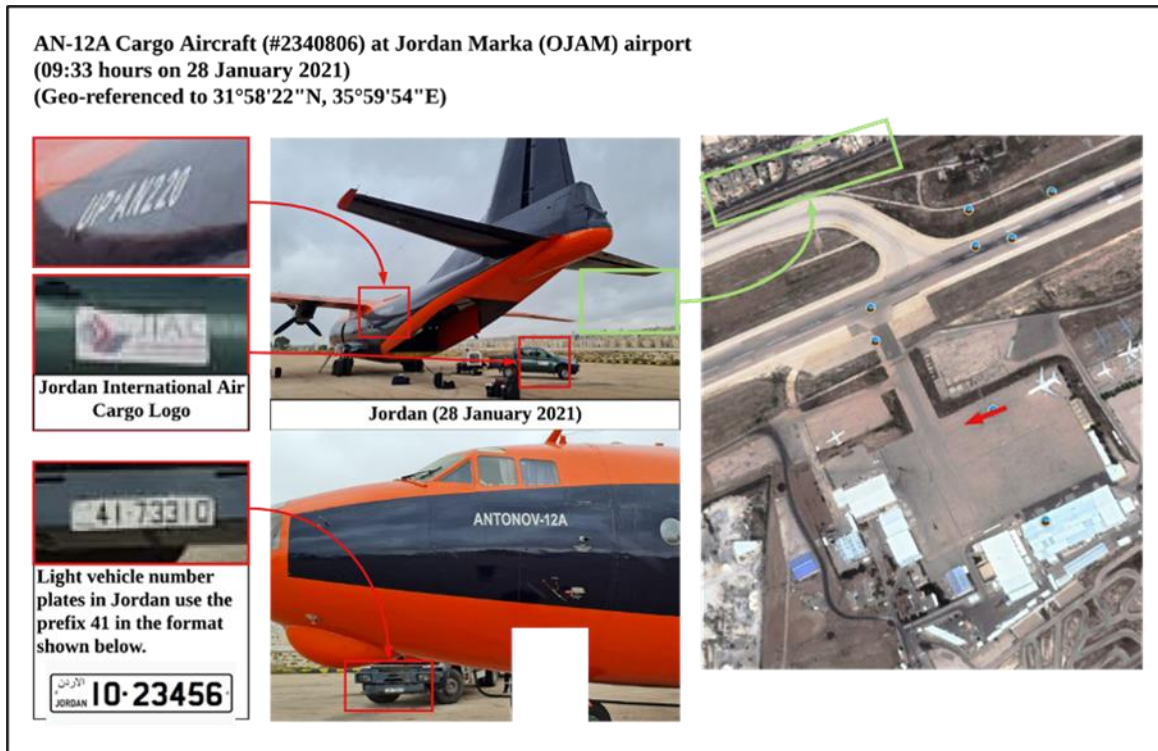 AN-12A Cargo Aircraft (#2340806) at Jordan Marka (OJAM) airport
(09:33 hours on 28 January 2021)
(Geo-referenced to 31°58'22"N, 35°59'54"E)
UP-AN220
JIAC
Jordan International Air
Cargo Logo
Jordan (28 January 2021)
41-73310
ANTONOV-12A
Light vehicle number
plates in Jordan use the
prefix 41 in the format
shown below.
الاردن
JORDAN 10·23456